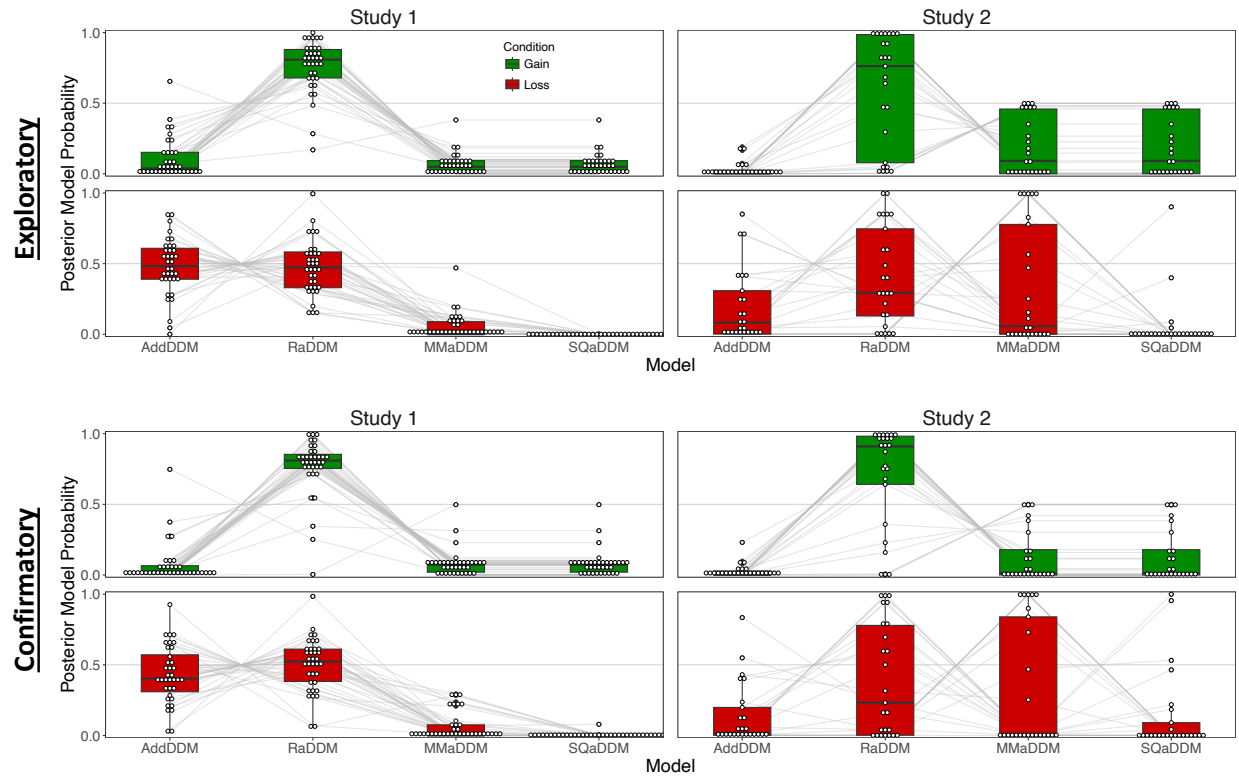 Study 1
Study 2
Exploratory
Posterior Model Probability
1.0
0.5
0.0
Condition
Gain
Loss
1.0
0.5
0.0
AddDDM
RaDDM
MMaDDM
SQaDDM
AddDDM
RaDDM
MMaDDM
SQaDDM
Model
Study 1
Study 2
Confirmatory
Posterior Model Probability
1.0
0.5
0.0
1.0
0.5
0.0
AddDDM
RaDDM
MMaDDM
SQaDDM
AddDDM
RaDDM
MMaDDM
SQaDDM
Model